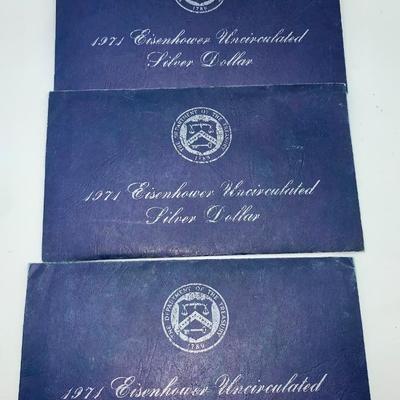 1789
1971 Eisenhower Uncirculated
Silver Dollar
THE DEPARTMENT OF THE TREASURY
1789
1971 Eisenhower Uncirculated
Silver Dollar
THE DEPARTMENT OF THE TREASURY
1789
1971 Eisenhower Uncirculated